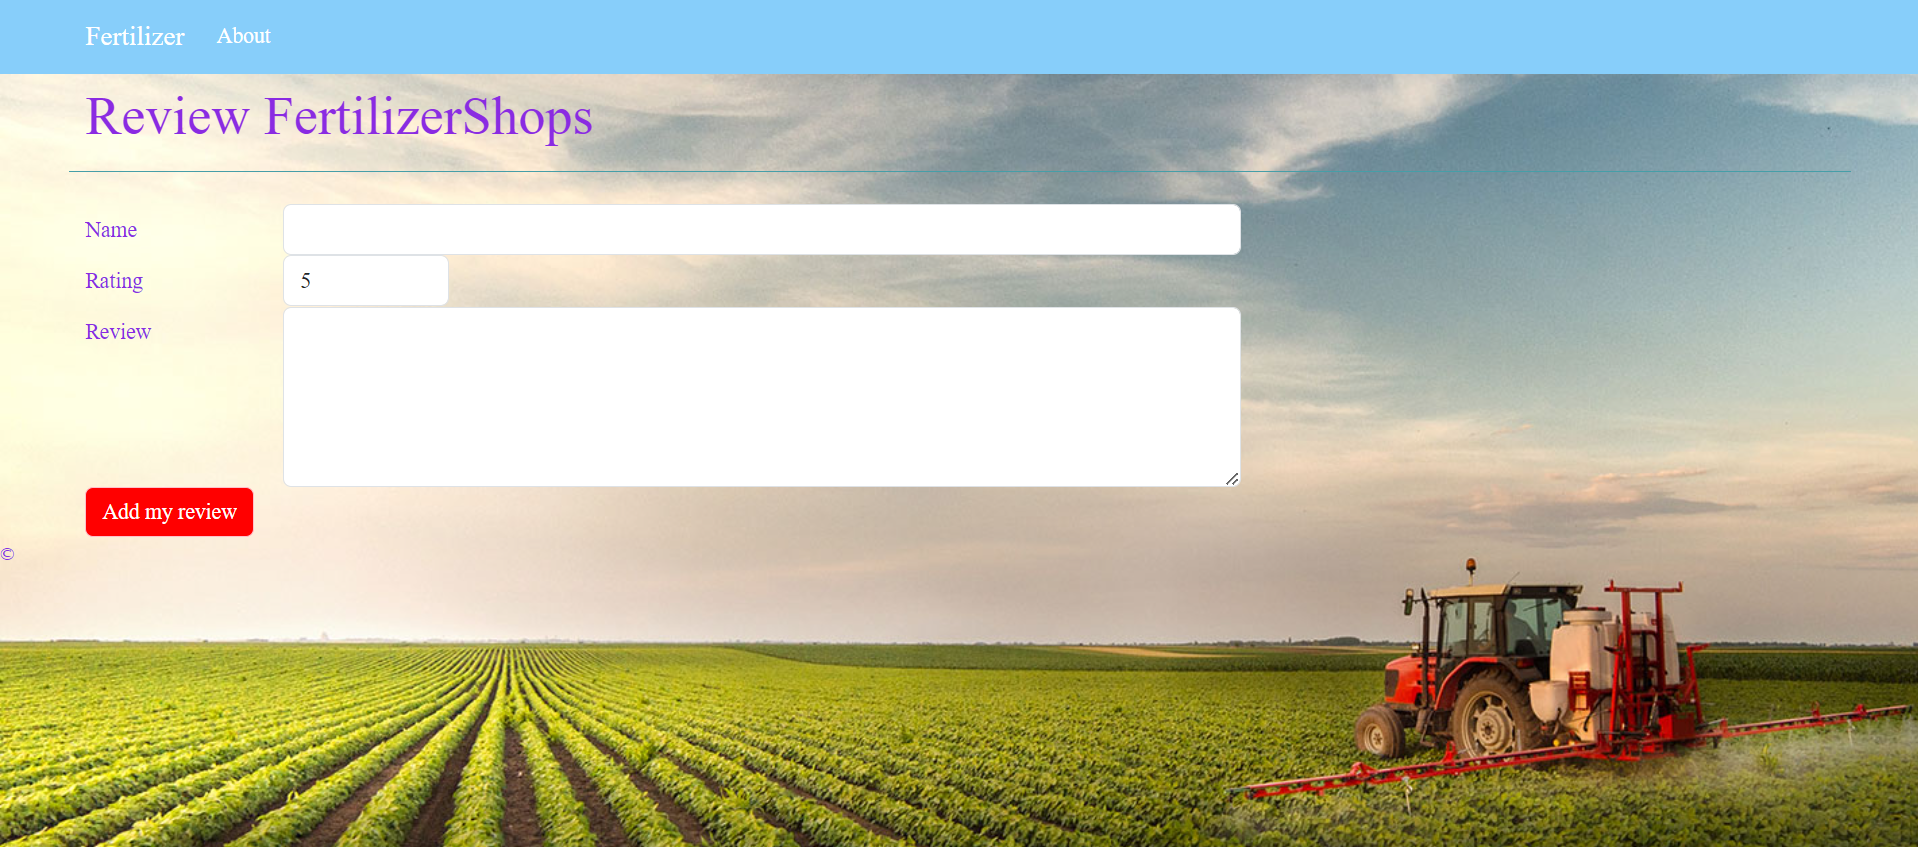 Fertilizer About
Review FertilizerShops
Name
Rating 5
Review
Add my review
©